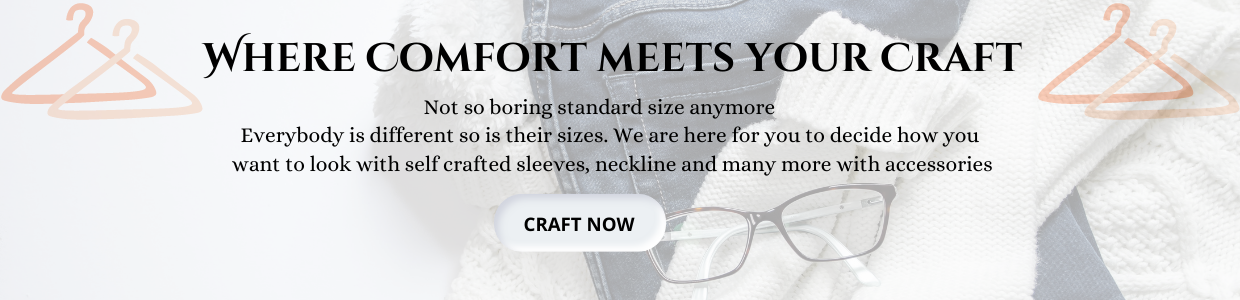 Where Comfort meets your Craft
Not so boring standard size anymore
Everybody is different so is their sizes. We are here for you to decide how you
want to look with self crafted sleeves, neckline and many more with accessories
CRAFT NOW